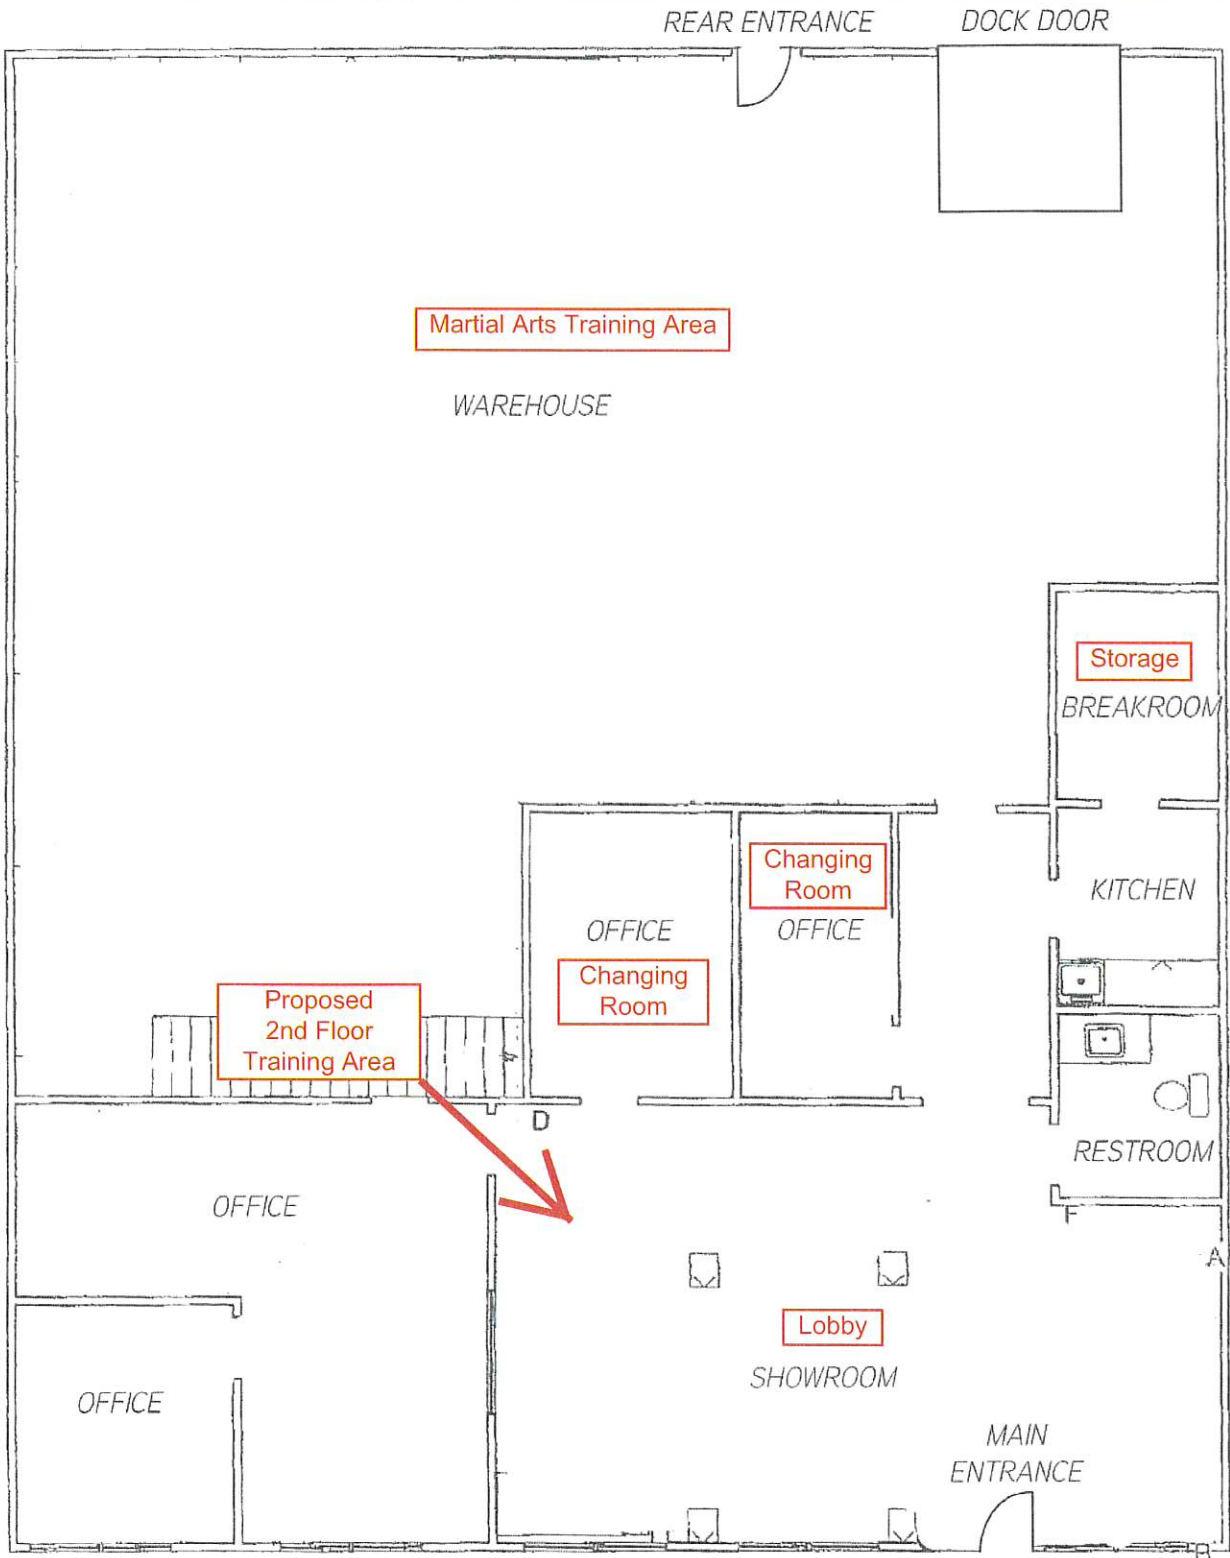 REAR ENTRANCE
DOCK DOOR
Martial Arts Training Area
WAREHOUSE
Storage
BREAKROOM
Changing
Room
OFFICE
KITCHEN
OFFICE
Changing
Room
Proposed
2nd Floor
Training Area
D
RESTROOM
OFFICE
F
A
Lobby
SHOWROOM
OFFICE
MAIN
ENTRANCE
B